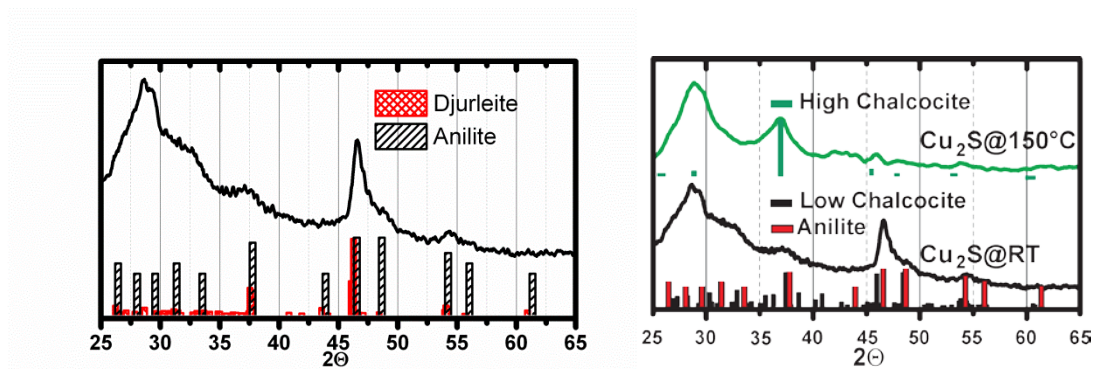 Djurleite
Anilite
25 30 35 40 45 50 55 60 65
2Θ
High Chalcocite
Cu₂S@150°C
Low Chalcocite
Anilite
Cu₂S@RT
25 30 35 40 45 50 55 60 65
2Θ